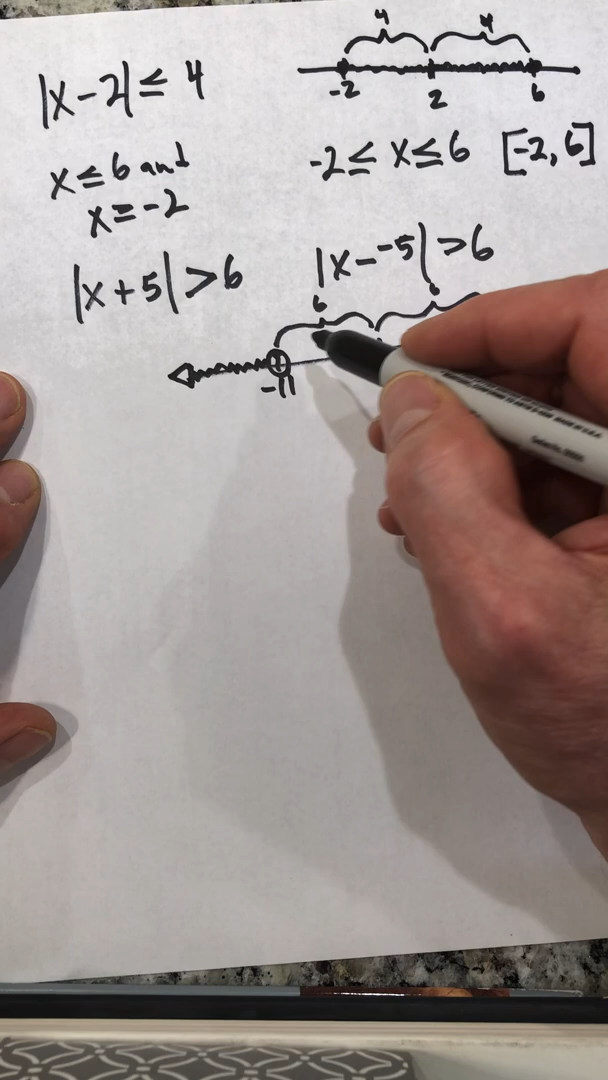 |x-2| ≤ 4
4 4
-2 2 6
x ≤ 6 and
x ≥ -2
-2 ≤ x ≤ 6 [-2, 6]
|x+5| > 6
|x--5| > 6
6 6
-11